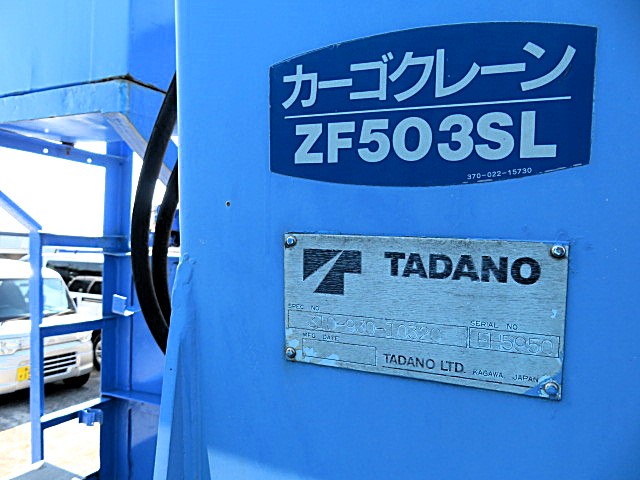 カーゴクレーン
ZF503SL
370-022-15730
TADANO
SPEC NO. SERIAL NO.
MFG DATE
TADANO LTD. KAGAWA, JAPAN